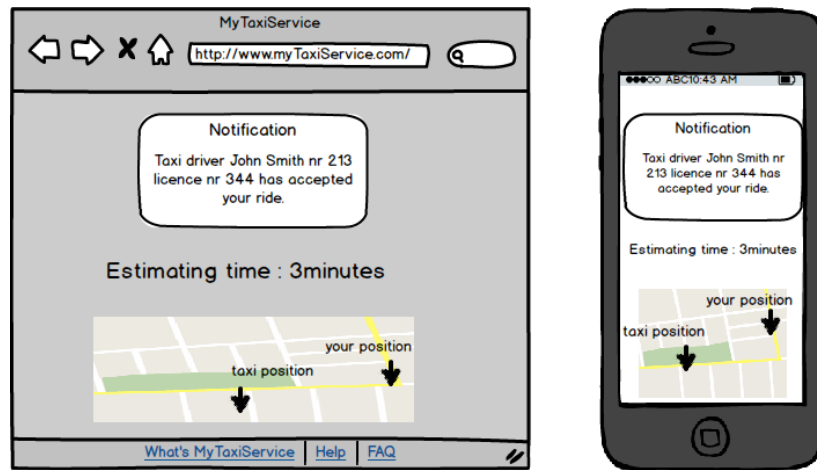 MyTaxiService
http://www.myTaxiService.com/
Notification
Taxi driver John Smith nr 213
licence nr 344 has accepted
your ride.
Estimating time : 3minutes
your position
taxi position
What's MyTaxiService | Help | FAQ
ABC10:43 AM
Notification
Taxi driver John Smith nr
213 licence nr 344 has
accepted your ride.
Estimating time : 3minutes
your position
taxi position